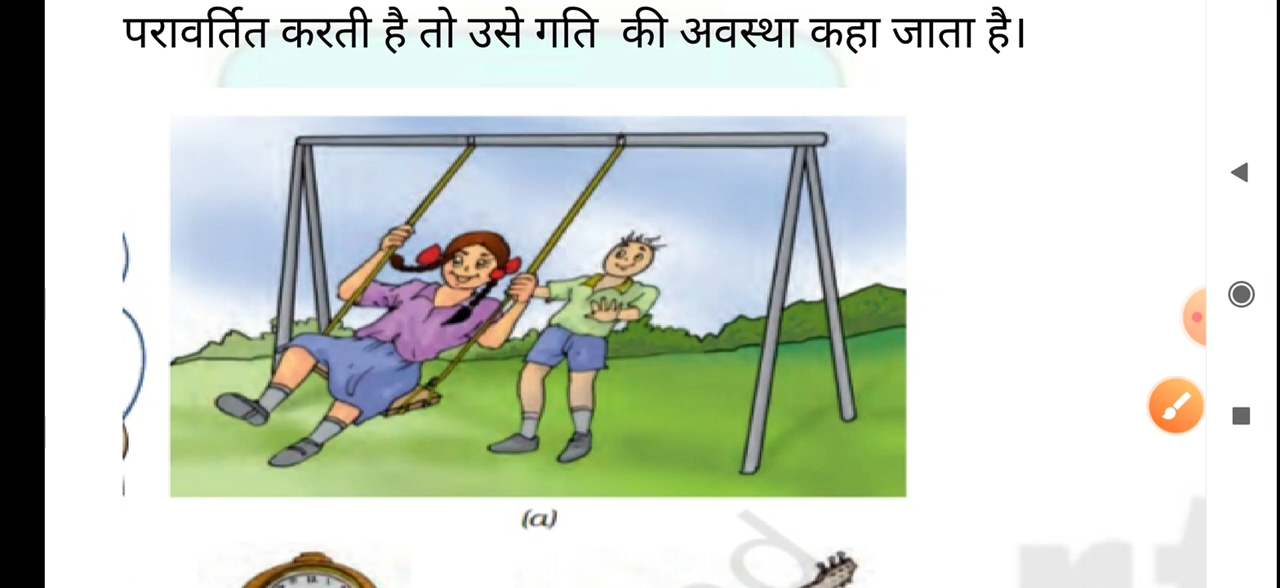 परावर्तित करती है तो उसे गति की अवस्था कहा जाता है।
(a)